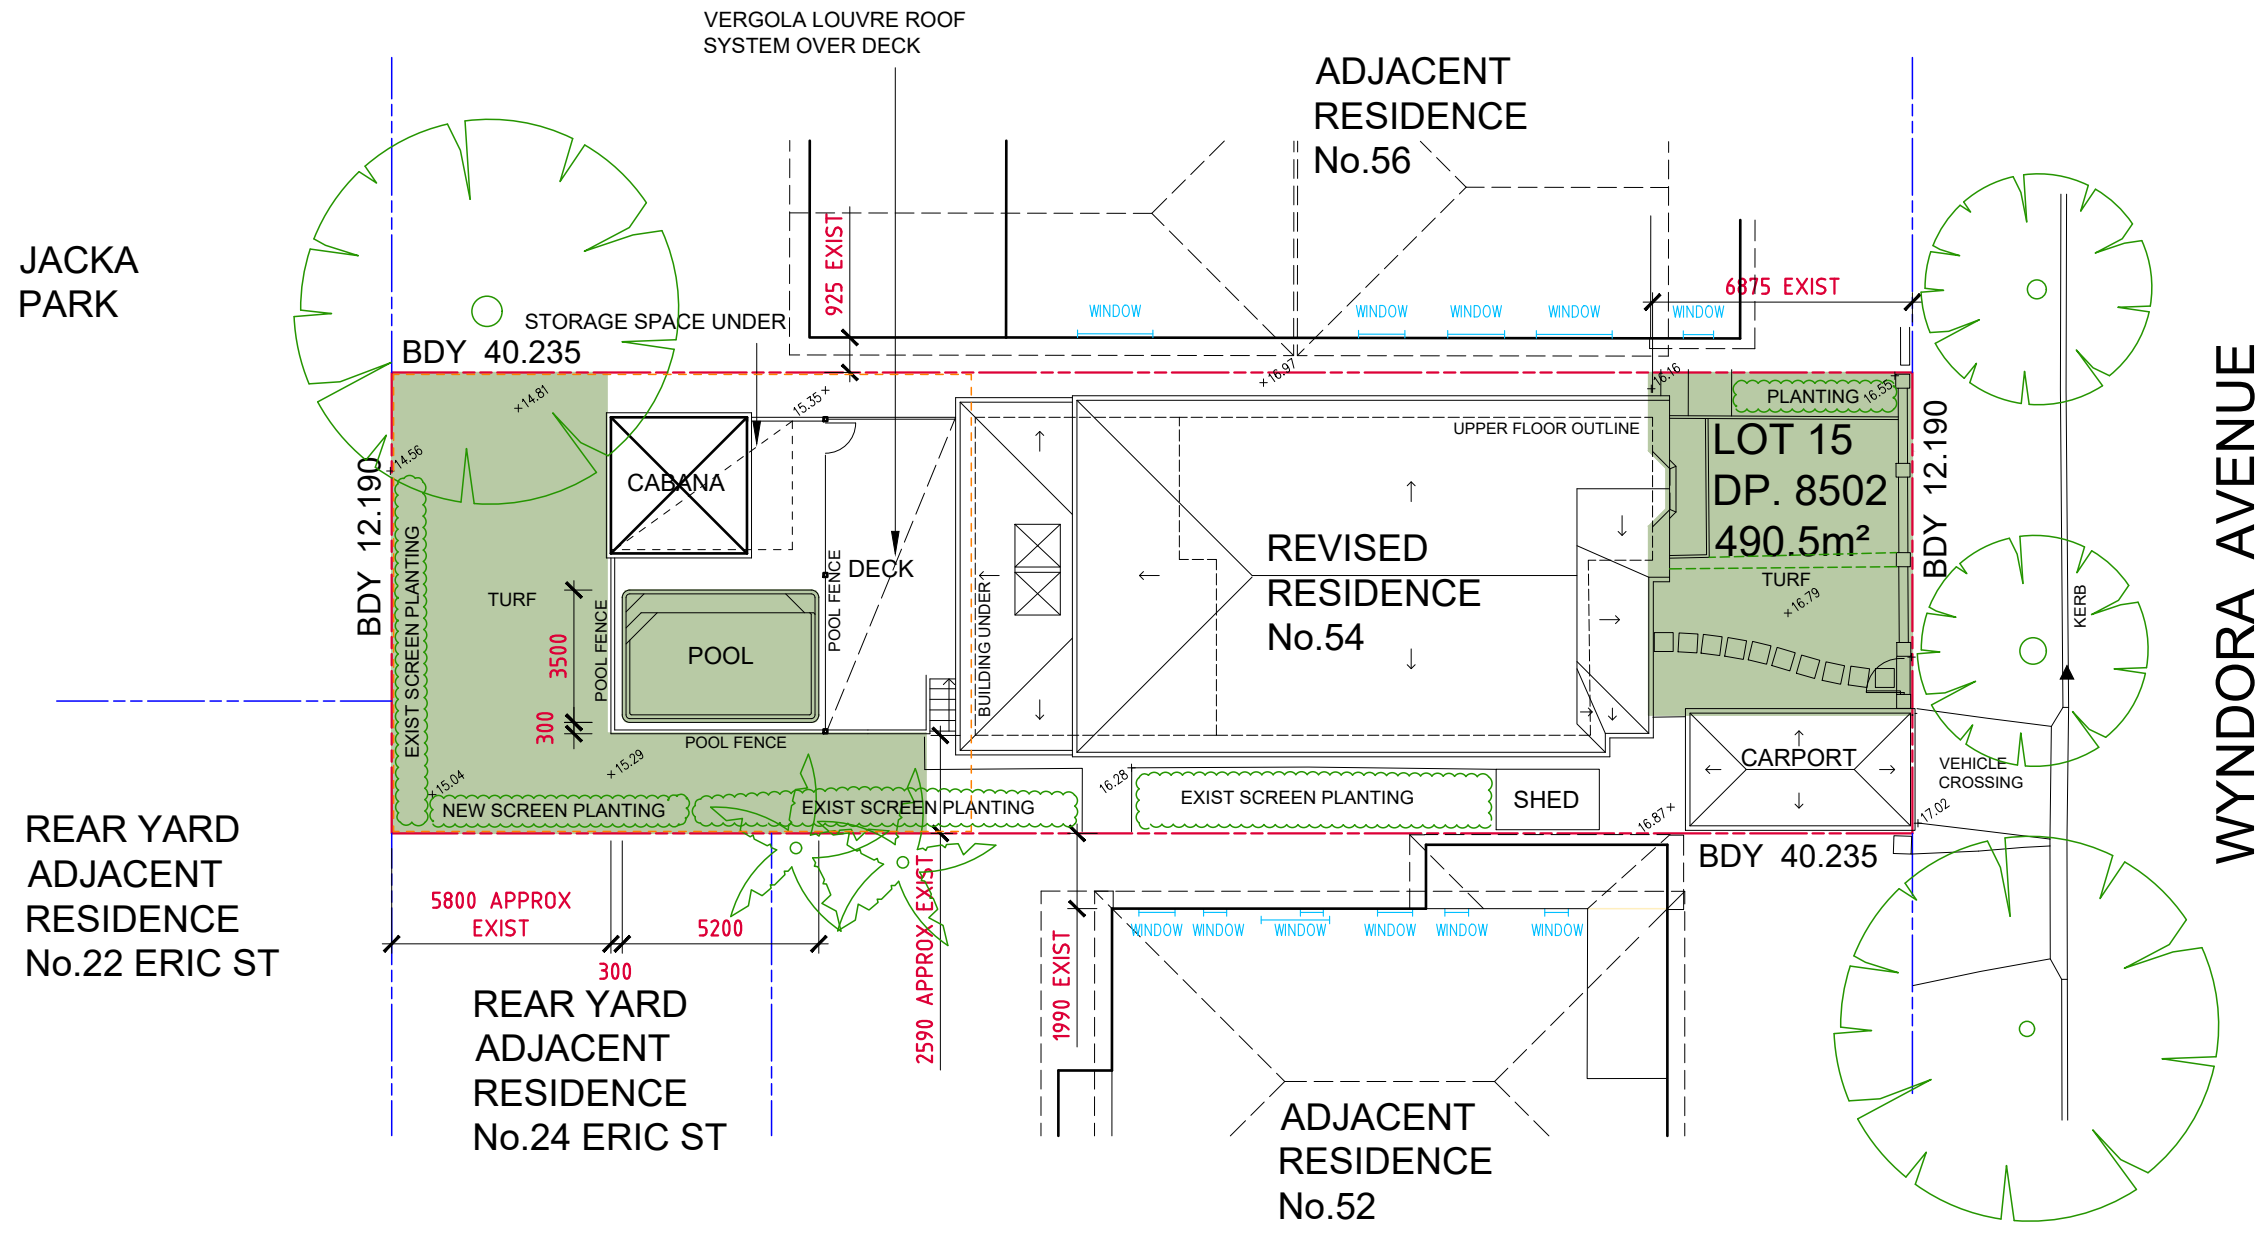 VERGOLA LOUVRE ROOF
SYSTEM OVER DECK
ADJACENT
RESIDENCE
No.56
JACKA
PARK
925 EXIST
6875 EXIST
WINDOW
WINDOW
WINDOW
WINDOW
WINDOW
STORAGE SPACE UNDER
BDY 40.235
16.97
16.16
16.55
14.81
15.35
14.56
PLANTING
UPPER FLOOR OUTLINE
LOT 15
DP. 8502
490.5m²
BDY 12.190
BDY 12.190
CABANA
EXIST SCREEN PLANTING
TURF
POOL FENCE
POOL FENCE
DECK
BUILDING UNDER
REVISED
RESIDENCE
No.54
TURF
16.79
KERB
WYNDORA AVENUE
3500
300
POOL
POOL FENCE
15.29
15.04
16.28
NEW SCREEN PLANTING
EXIST SCREEN PLANTING
EXIST SCREEN PLANTING
SHED
16.87
CARPORT
17.02
VEHICLE
CROSSING
BDY 40.235
REAR YARD
ADJACENT
RESIDENCE
No.22 ERIC ST
5800 APPROX
EXIST
300
5200
2590 APPROX EXIST
1990 EXIST
WINDOW
WINDOW
WINDOW
WINDOW
WINDOW
WINDOW
REAR YARD
ADJACENT
RESIDENCE
No.24 ERIC ST
ADJACENT
RESIDENCE
No.52